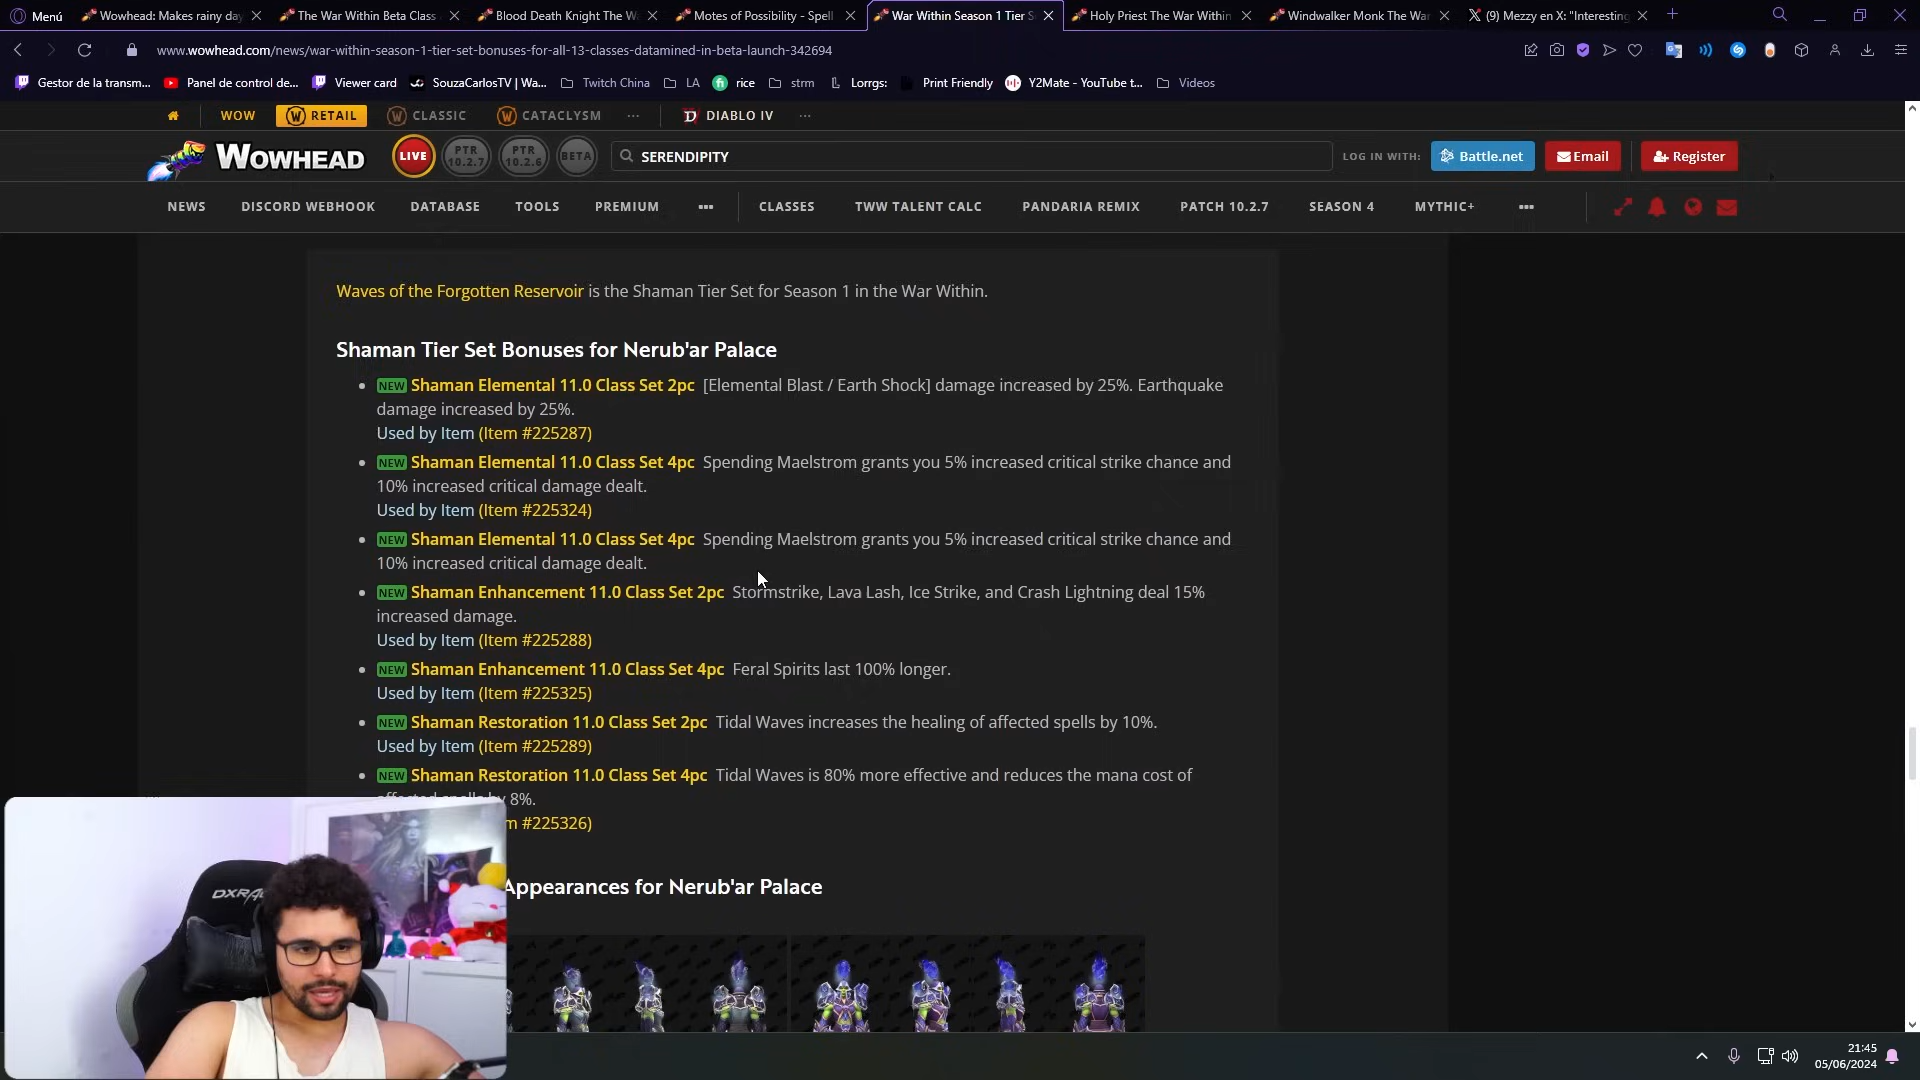 Menú
Wowhead: Makes rainy day
The War Within Beta Class
Blood Death Knight The W
Motes of Possibility - Spell
War Within Season 1 Tier S
Holy Priest The War Within
Windwalker Monk The War
(9) Mezzy en X: "Interesting
www.wowhead.com/news/war-within-season-1-tier-set-bonuses-for-all-13-classes-datamined-in-beta-launch-342694
Gestor de la transm...
Panel de control de...
Viewer card
SouzaCarlosTV | Wa...
Twitch China
LA
rice
strm
Lorrgs:
Print Friendly
Y2Mate - YouTube t...
Videos
WOW
RETAIL
CLASSIC
CATACLYSM
DIABLO IV
WOWHEAD
LIVE
PTR 10.2.7
PTR 10.2.6
BETA
SERENDIPITY
LOG IN WITH:
Battle.net
Email
Register
NEWS
DISCORD WEBHOOK
DATABASE
TOOLS
PREMIUM
CLASSES
TWW TALENT CALC
PANDARIA REMIX
PATCH 10.2.7
SEASON 4
MYTHIC+
Waves of the Forgotten Reservoir is the Shaman Tier Set for Season 1 in the War Within.
Shaman Tier Set Bonuses for Nerub'ar Palace
NEW Shaman Elemental 11.0 Class Set 2pc [Elemental Blast / Earth Shock] damage increased by 25%. Earthquake
damage increased by 25%.
Used by Item (Item #225287)
NEW Shaman Elemental 11.0 Class Set 4pc Spending Maelstrom grants you 5% increased critical strike chance and
10% increased critical damage dealt.
Used by Item (Item #225324)
NEW Shaman Elemental 11.0 Class Set 4pc Spending Maelstrom grants you 5% increased critical strike chance and
10% increased critical damage dealt.
NEW Shaman Enhancement 11.0 Class Set 2pc Stormstrike, Lava Lash, Ice Strike, and Crash Lightning deal 15%
increased damage.
Used by Item (Item #225288)
NEW Shaman Enhancement 11.0 Class Set 4pc Feral Spirits last 100% longer.
Used by Item (Item #225325)
NEW Shaman Restoration 11.0 Class Set 2pc Tidal Waves increases the healing of affected spells by 10%.
Used by Item (Item #225289)
NEW Shaman Restoration 11.0 Class Set 4pc Tidal Waves is 80% more effective and reduces the mana cost of
affected spells by 8%.
m #225326)
Appearances for Nerub'ar Palace
21:45
05/06/2024